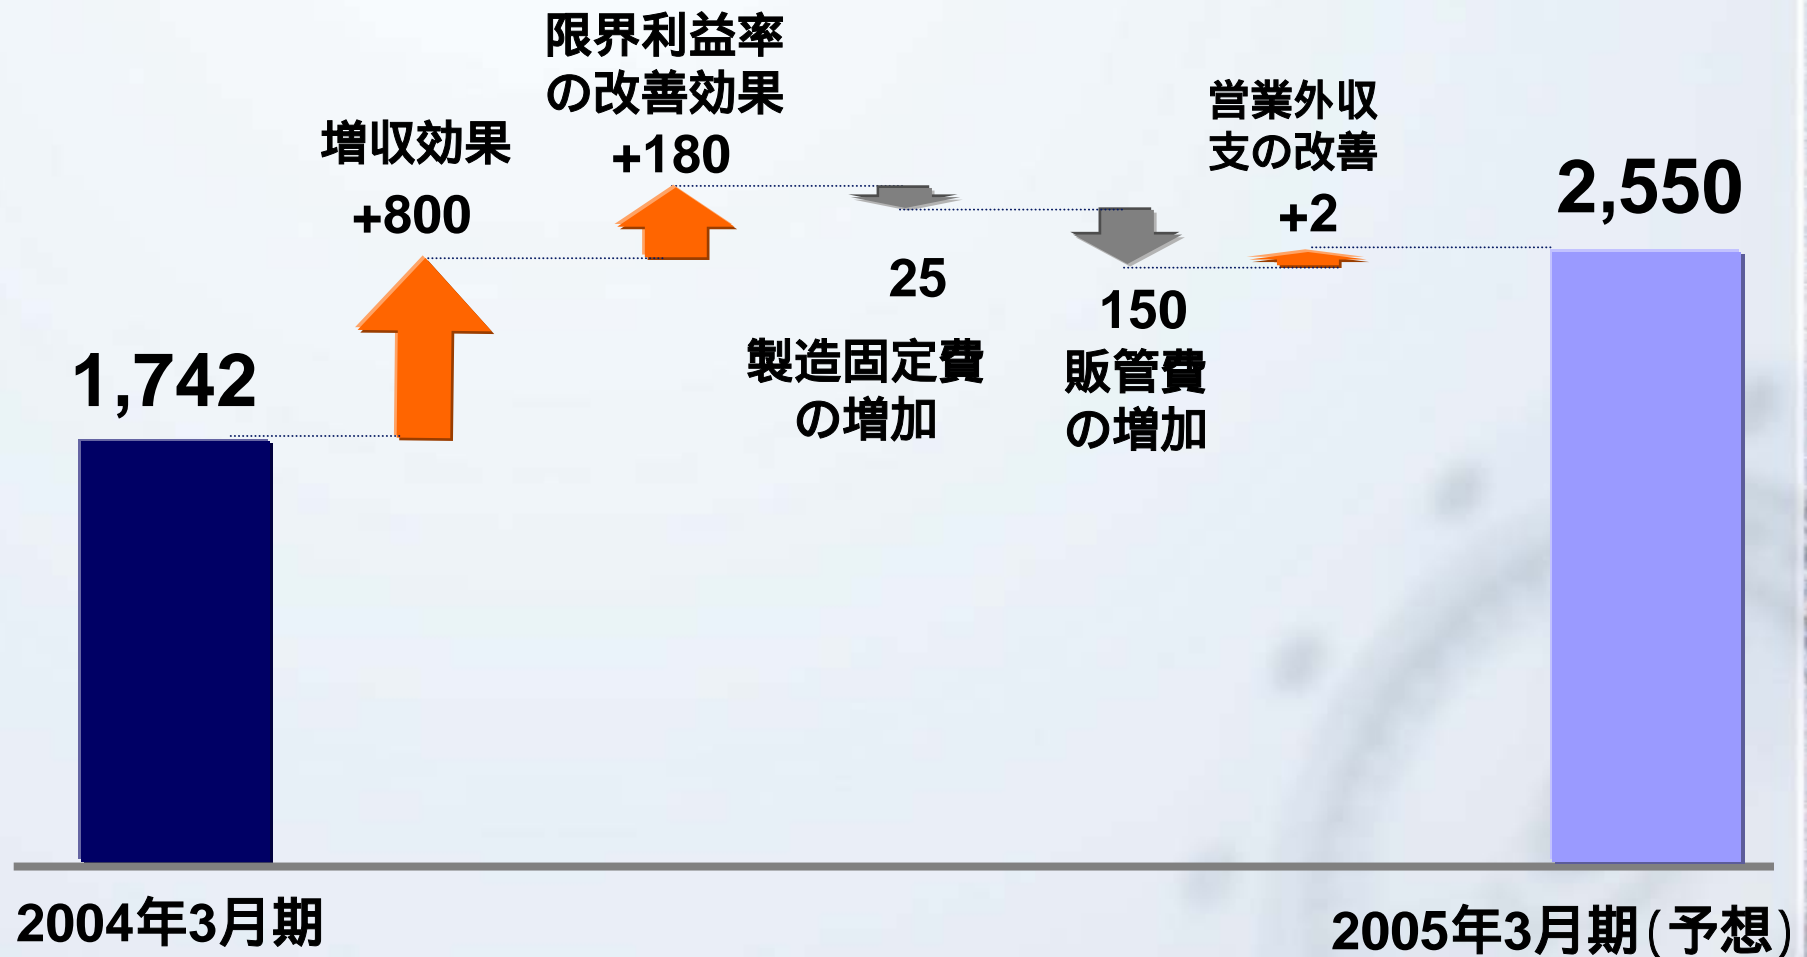 限界利益率
の改善効果
+180
増収効果
+800
営業外収
支の改善
+2
2,550
25
製造固定費
の増加
150
販管費
の増加
1,742
2004年3月期
2005年3月期(予想)